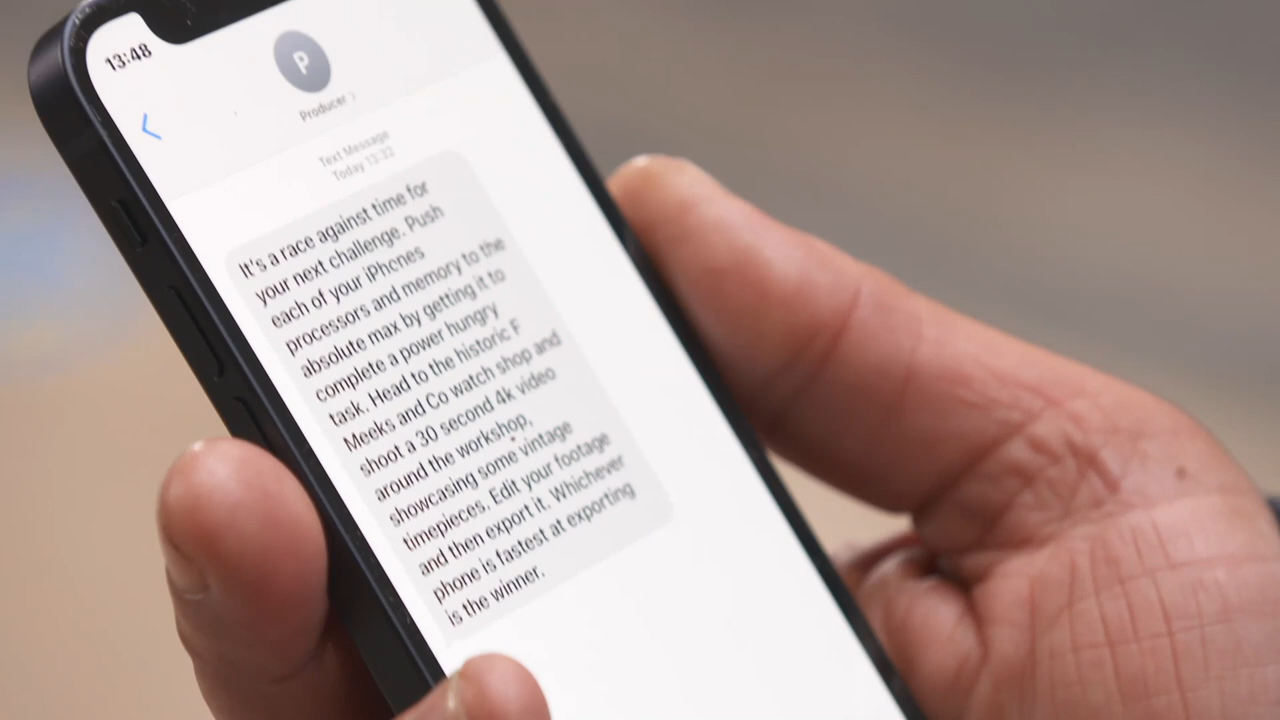 13:48
P
Producer
Text Message
Today 13:32
It's a race against time for
your next challenge. Push
each of your iPhones
processors and memory to the
absolute max by getting it to
complete a power hungry
task. Head to the historic F
Meeks and Co watch shop and
shoot a 30 second 4k video
around the workshop,
showcasing some vintage
timepieces. Edit your footage
and then export it. Whichever
phone is fastest at exporting
is the winner.